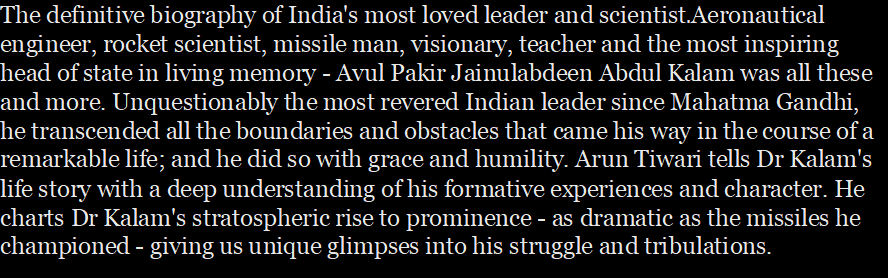 The definitive biography of India's most loved leader and scientist.Aeronautical
engineer, rocket scientist, missile man, visionary, teacher and the most inspiring
head of state in living memory - Avul Pakir Jainulabdeen Abdul Kalam was all these
and more. Unquestionably the most revered Indian leader since Mahatma Gandhi,
he transcended all the boundaries and obstacles that came his way in the course of a
remarkable life; and he did so with grace and humility. Arun Tiwari tells Dr Kalam's
life story with a deep understanding of his formative experiences and character. He
charts Dr Kalam's stratospheric rise to prominence - as dramatic as the missiles he
championed - giving us unique glimpses into his struggle and tribulations.